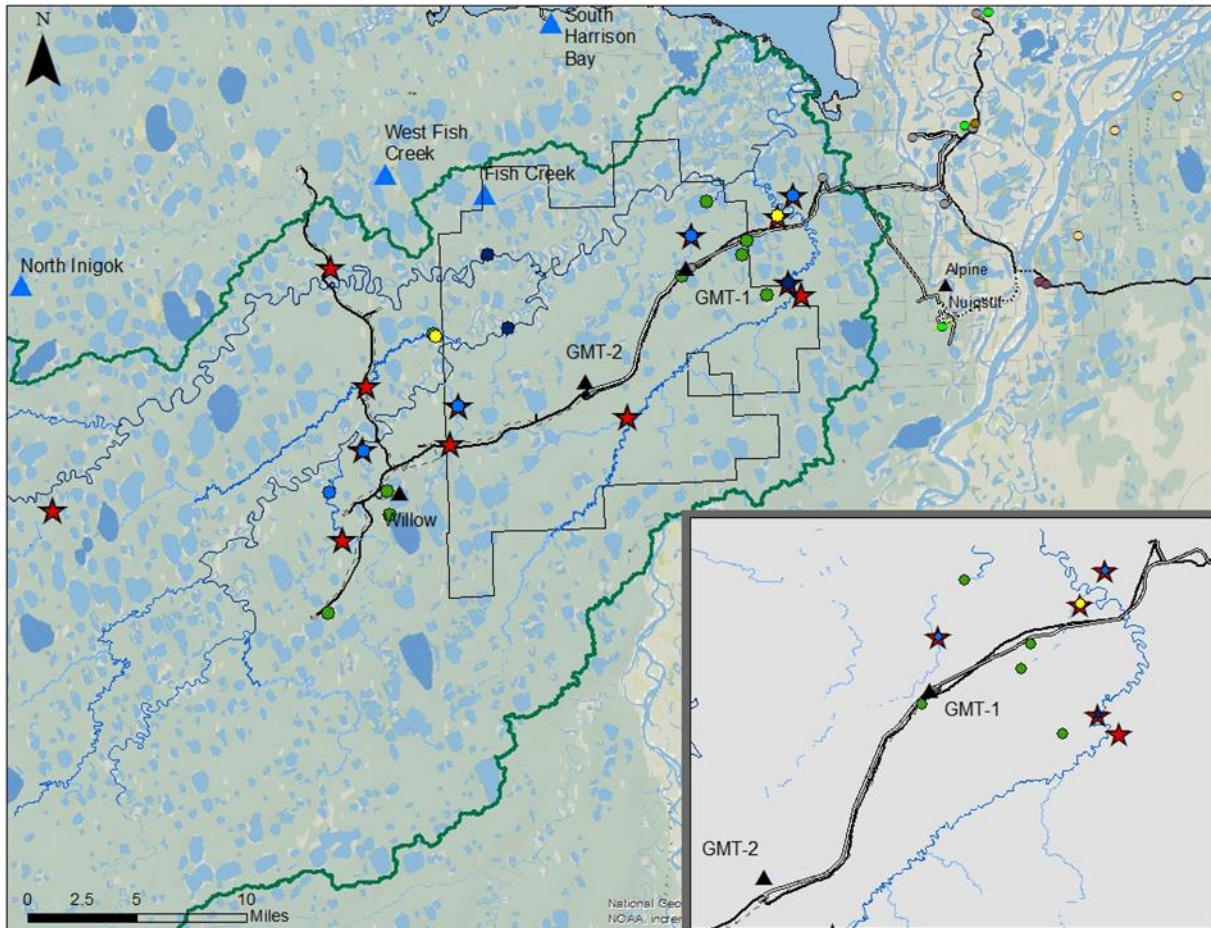 N
South
Harrison
Bay
West Fish
Creek
Fish Creek
North Inigok
Alpine
Nuiqsut
GMT-1
GMT-2
Willow
GMT-1
GMT-2
0 2.5 5 10
Miles
National Geo
NOAA, increm